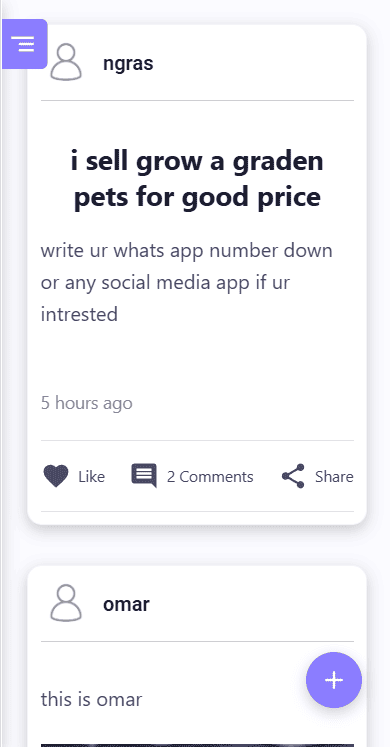 ngras
i sell grow a graden
pets for good price
write ur whats app number down
or any social media app if ur
intrested
5 hours ago
Like 2 Comments Share
omar
this is omar